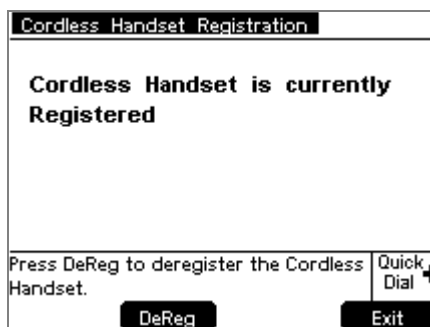 Cordless Handset Registration
Cordless Handset is currently
Registered
Press DeReg to deregister the Cordless
Handset.
Quick
Dial
DeReg
Exit